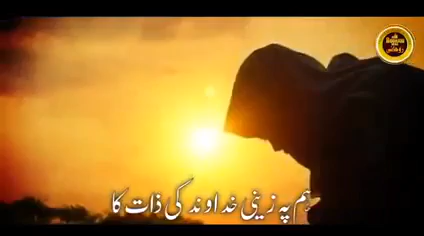 ہم پہ زینی خداوند کی ذات کا